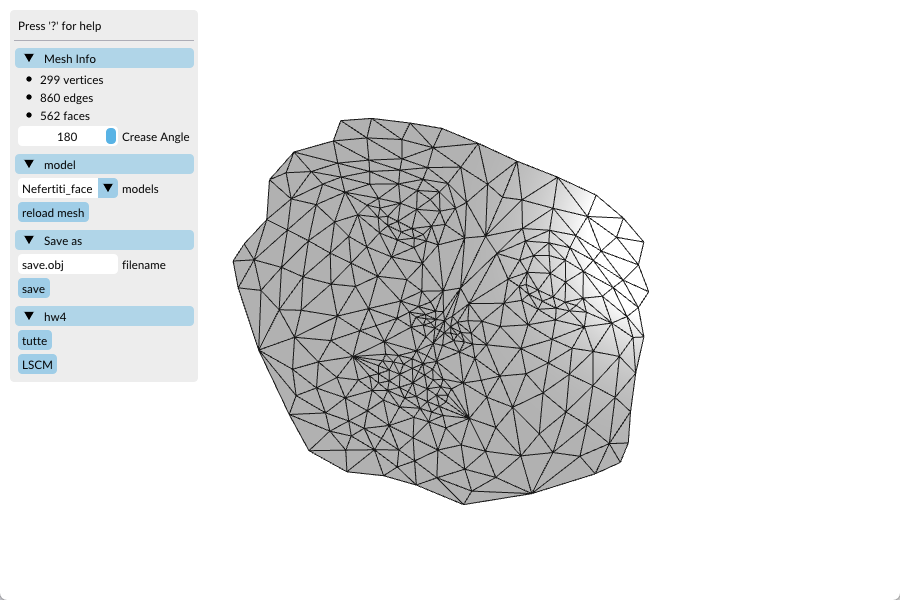 Press '?' for help
Mesh Info
299 vertices
860 edges
562 faces
180 Crease Angle
model
Nefertiti_face models
reload mesh
Save as
save.obj filename
save
hw4
tutte
LSCM